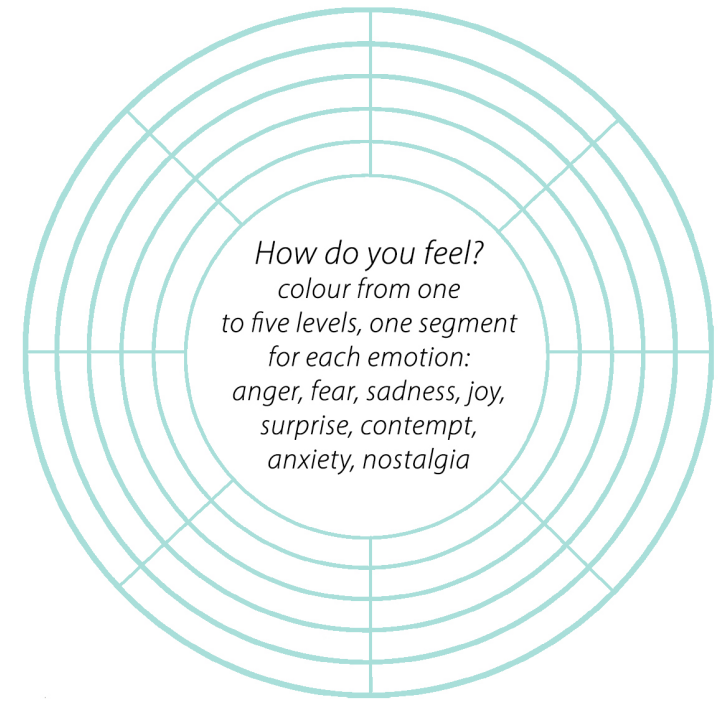 How do you feel?
colour from one
to five levels, one segment
for each emotion:
anger, fear, sadness, joy,
surprise, contempt,
anxiety, nostalgia